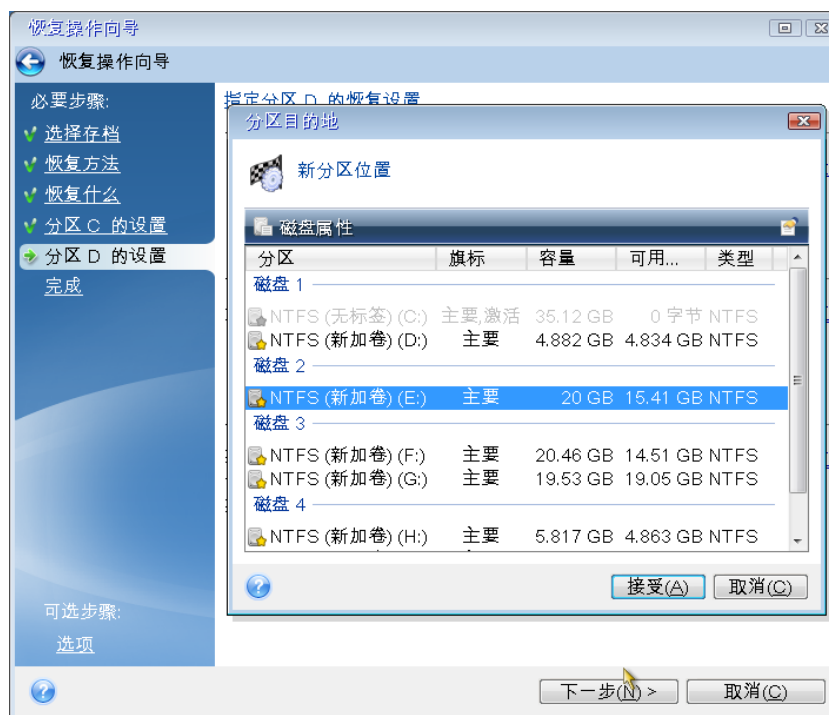 恢复操作向导
恢复操作向导
必要步骤:
选择存档
恢复方法
恢复什么
分区 C 的设置
分区 D 的设置
完成
可选步骤:
选项
指定分区 D 的恢复设置
分区目的地
新分区位置
磁盘属性
分区 旗标 容量 可用... 类型
磁盘 1
NTFS (无标签) (C:) 主要,激活 35.12 GB 0 字节 NTFS
NTFS (新加卷) (D:) 主要 4.882 GB 4.834 GB NTFS
磁盘 2
NTFS (新加卷) (E:) 主要 20 GB 15.41 GB NTFS
磁盘 3
NTFS (新加卷) (F:) 主要 20.46 GB 14.51 GB NTFS
NTFS (新加卷) (G:) 主要 19.53 GB 19.05 GB NTFS
磁盘 4
NTFS (新加卷) (H:) 主要 5.817 GB 4.863 GB NTFS
接受(A) 取消(C)
下一步(N) > 取消(C)